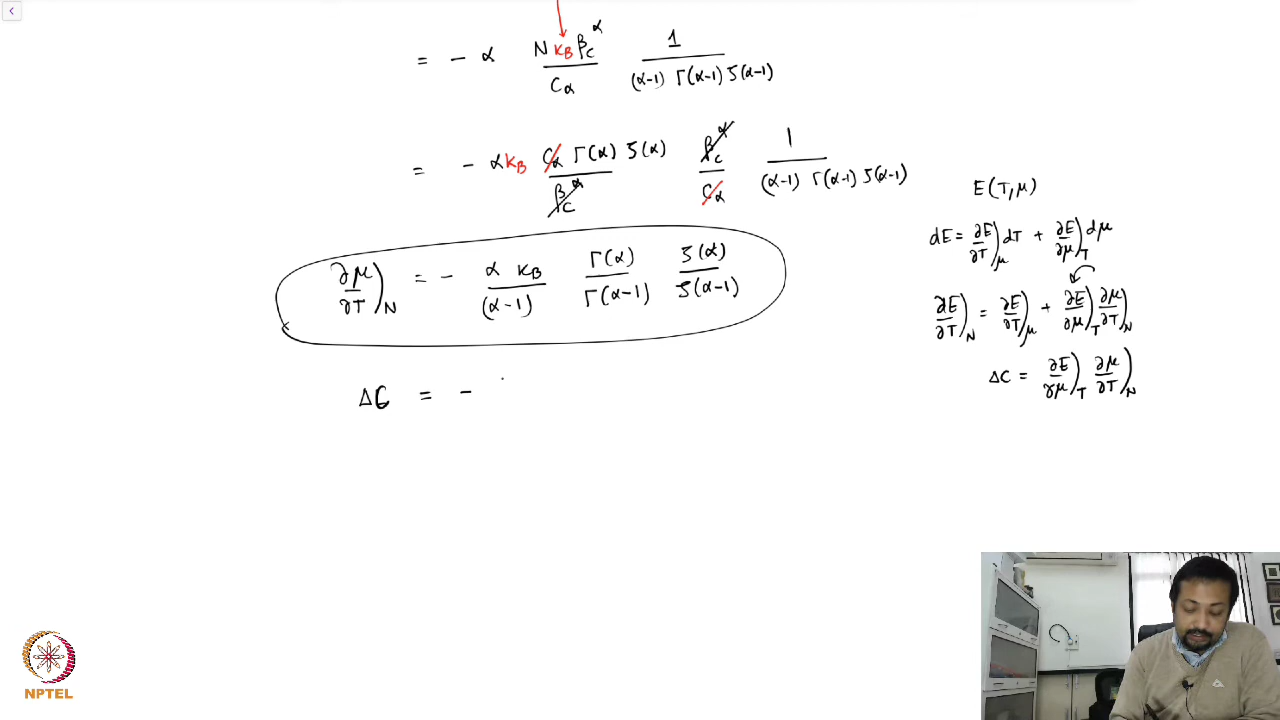 = - α N k_B β_c^α / C_α 1 / (α-1) Γ(α-1) ζ(α-1)
= - α k_B C_α Γ(α) ζ(α) / β_c^α β_c^α / C_α 1 / (α-1) Γ(α-1) ζ(α-1)
∂μ/∂T)_N = - α k_B / (α-1) Γ(α) / Γ(α-1) ζ(α) / ζ(α-1)
ΔC = -
E(T,μ)
dE = ∂E/∂T)_μ dT + ∂E/∂μ)_T dμ
∂E/∂T)_N = ∂E/∂T)_μ + ∂E/∂μ)_T ∂μ/∂T)_N
ΔC = ∂E/∂μ)_T ∂μ/∂T)_N
NPTEL